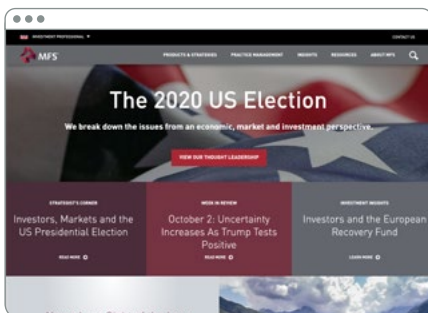 INVESTMENT PROFESSIONAL
CONTACT US
MFS
PRODUCTS & STRATEGIES
PRACTICE MANAGEMENT
INSIGHTS
RESOURCES
ABOUT MFS
The 2020 US Election
We break down the issues from an economic, market and investment perspective.
VIEW OUR THOUGHT LEADERSHIP
STRATEGIST'S CORNER
Investors, Markets and the
US Presidential Election
READ MORE
WEEK IN REVIEW
October 2: Uncertainty
Increases As Trump Tests
Positive
READ MORE
INVESTMENT INSIGHTS
Investors and the European
Recovery Fund
LEARN MORE